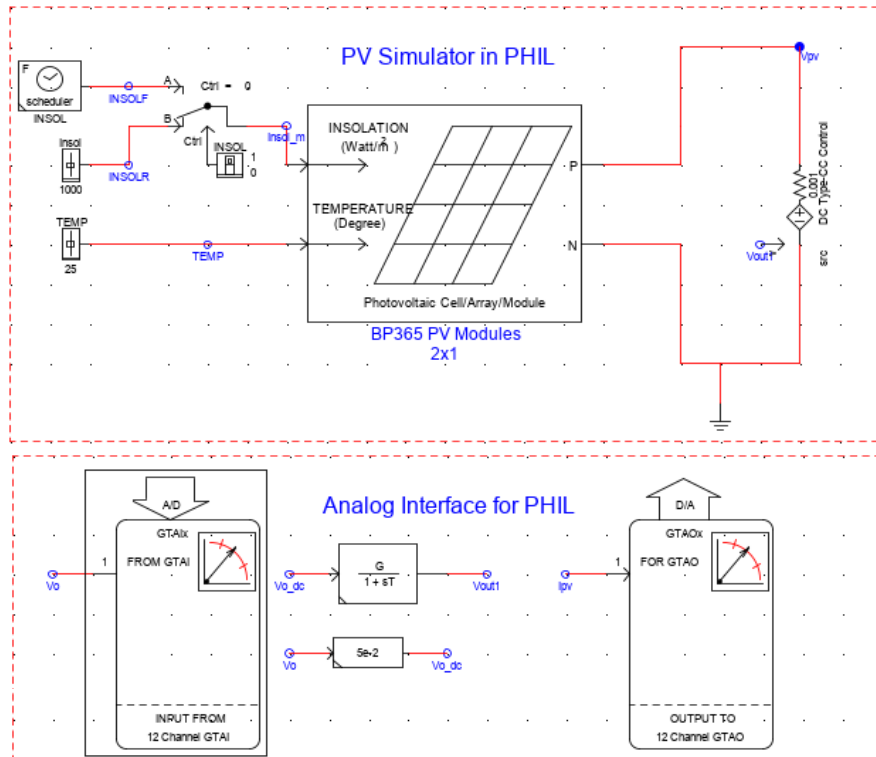 PV Simulator in PHIL
F
scheduler
INSOL
INSOLF
A
Ctrl = 0
B
Ctrl
INSOL
1
0
Insol_m
Insol
1000
INSOLR
TEMP
25
TEMP
INSOLATION
(Watt/m²)
TEMPERATURE
(Degree)
P
N
Photovoltaic Cell/Array/Module
BP365 PV Modules
2x1
Vpv
0.001
DC Type-CC Control
Vout1
src
Analog Interface for PHIL
A/D
GTAIx
FROM GTAI
1
Vo
INPUT FROM
12 Channel GTAI
Vo_dc
G
1 + sT
Vout1
Vo
5e-2
Vo_dc
D/A
GTAOx
FOR GTAO
1
Ipv
OUTPUT TO
12 Channel GTAO